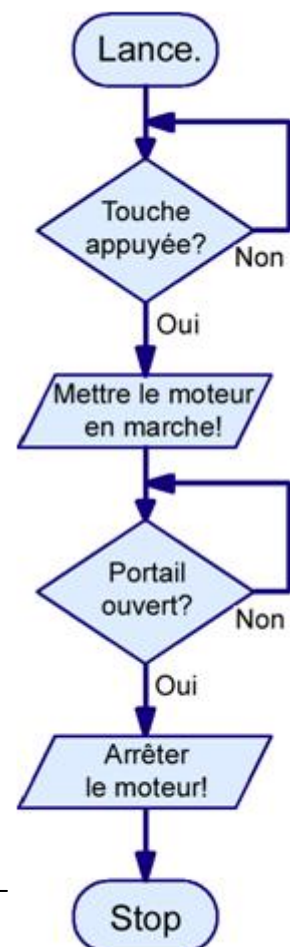 Lance.
Touche
appuyée?
Non
Oui
Mettre le moteur
en marche!
Portail
ouvert?
Non
Oui
Arrêter
le moteur!
Stop